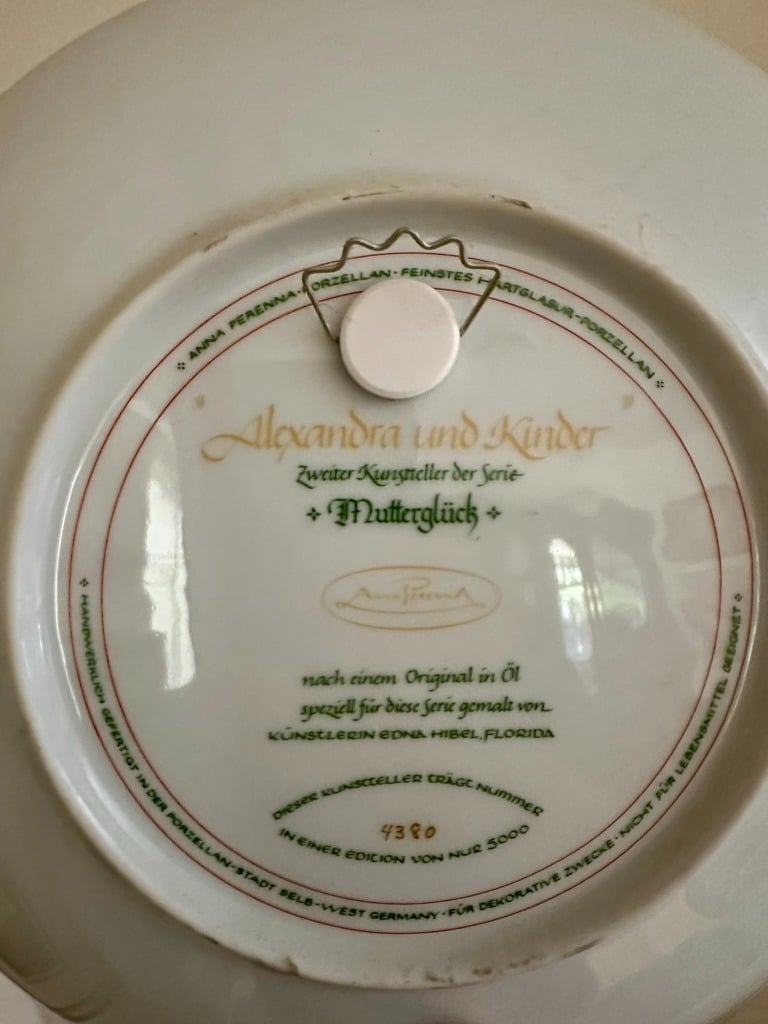 ANNA PERENNA · PORZELLAN · FEINSTES HARTGLASUR-PORZELLAN
"Alexandra und Kinder"
Zweiter Kunstteller der Serie
Mutterglück
ANNA PERENNA
nach einem Original in Öl
speziell für diese Serie gemalt von
KÜNSTLERIN EDNA HIBEL, FLORIDA
DIESER KUNSTTELLER TRÄGT NUMMER
4380
IN EINER EDITION VON NUR 5000
HANDWERKLICH GEFERTIGT IN DER PORZELLAN-STADT SELB-WEST GERMANY · FÜR DEKORATIVE ZWECKE · NICHT FÜR LEBENSMITTEL GEEIGNET